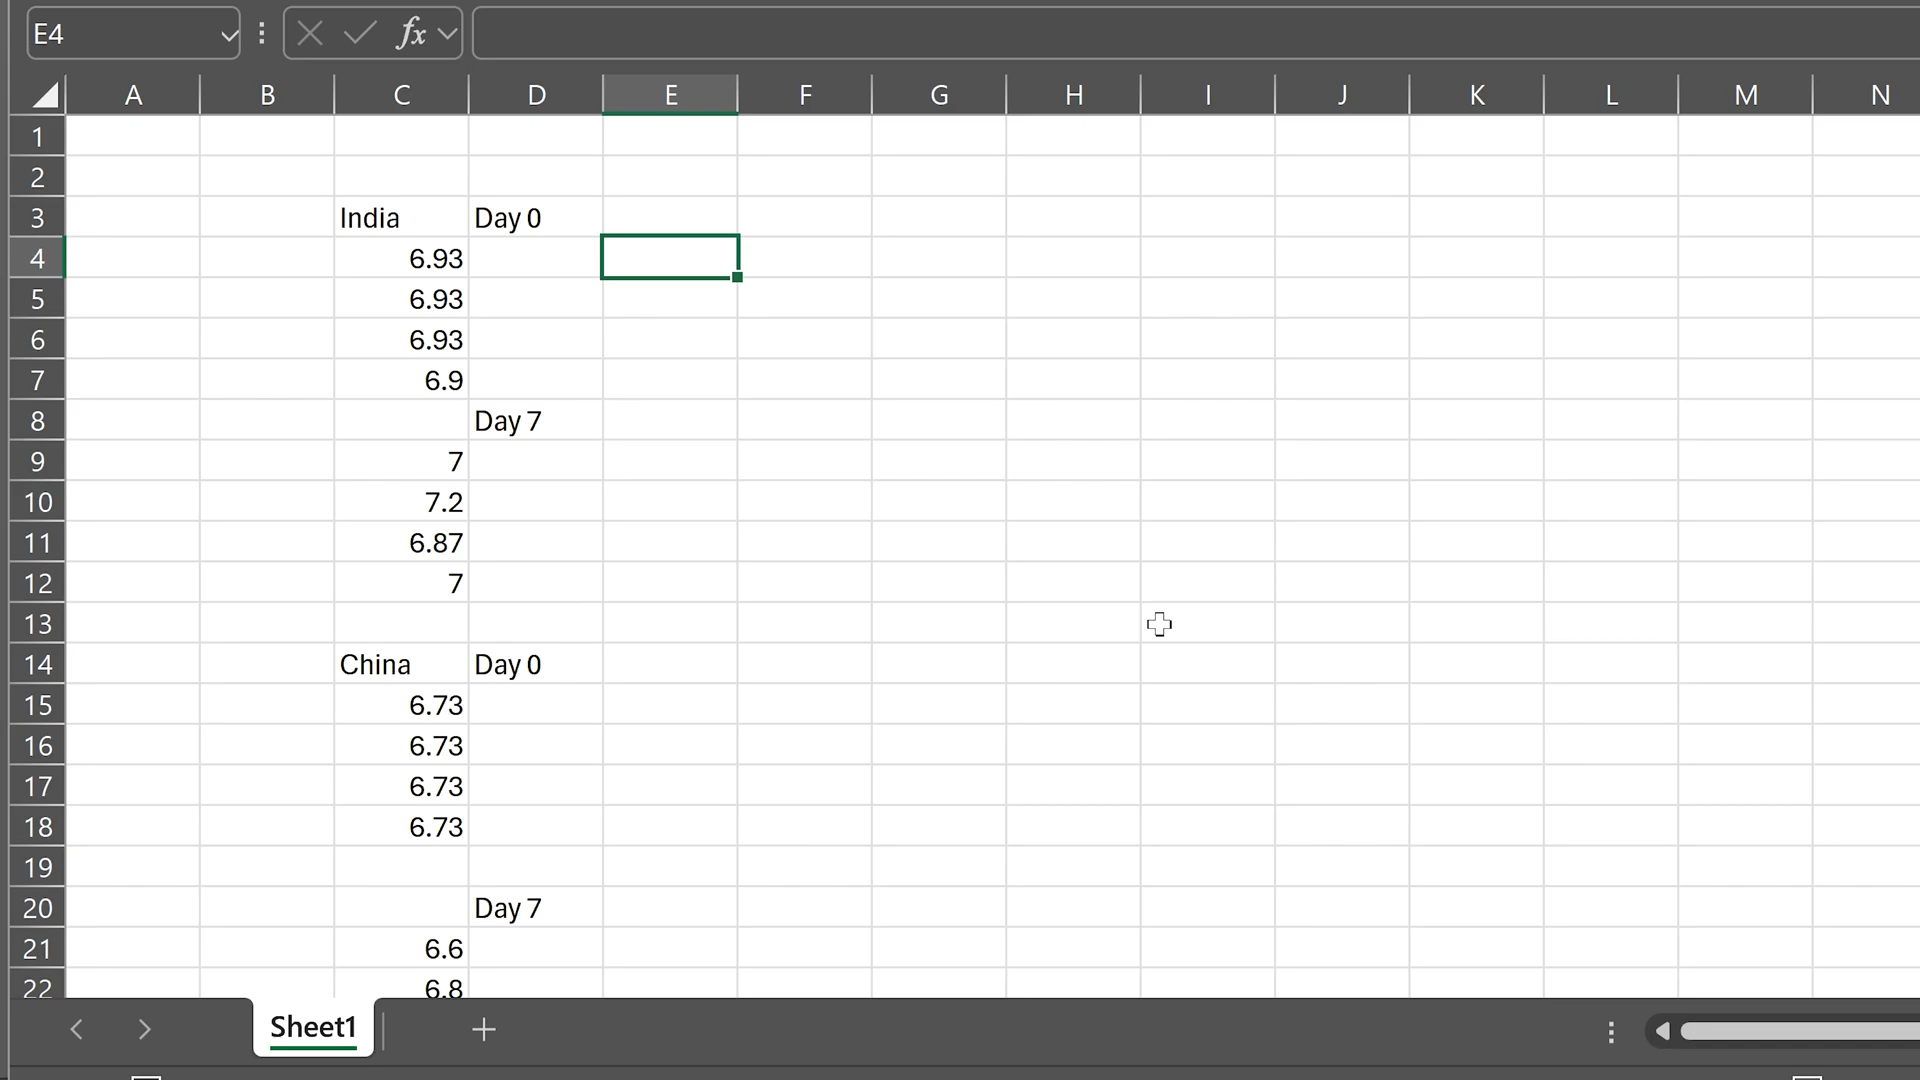 E4 fx
A B C D E F G H I J K L M N
1
2
3 India Day 0
4 6.93
5 6.93
6 6.93
7 6.9
8 Day 7
9 7
10 7.2
11 6.87
12 7
13
14 China Day 0
15 6.73
16 6.73
17 6.73
18 6.73
19
20 Day 7
21 6.6
22 6.8
Sheet1